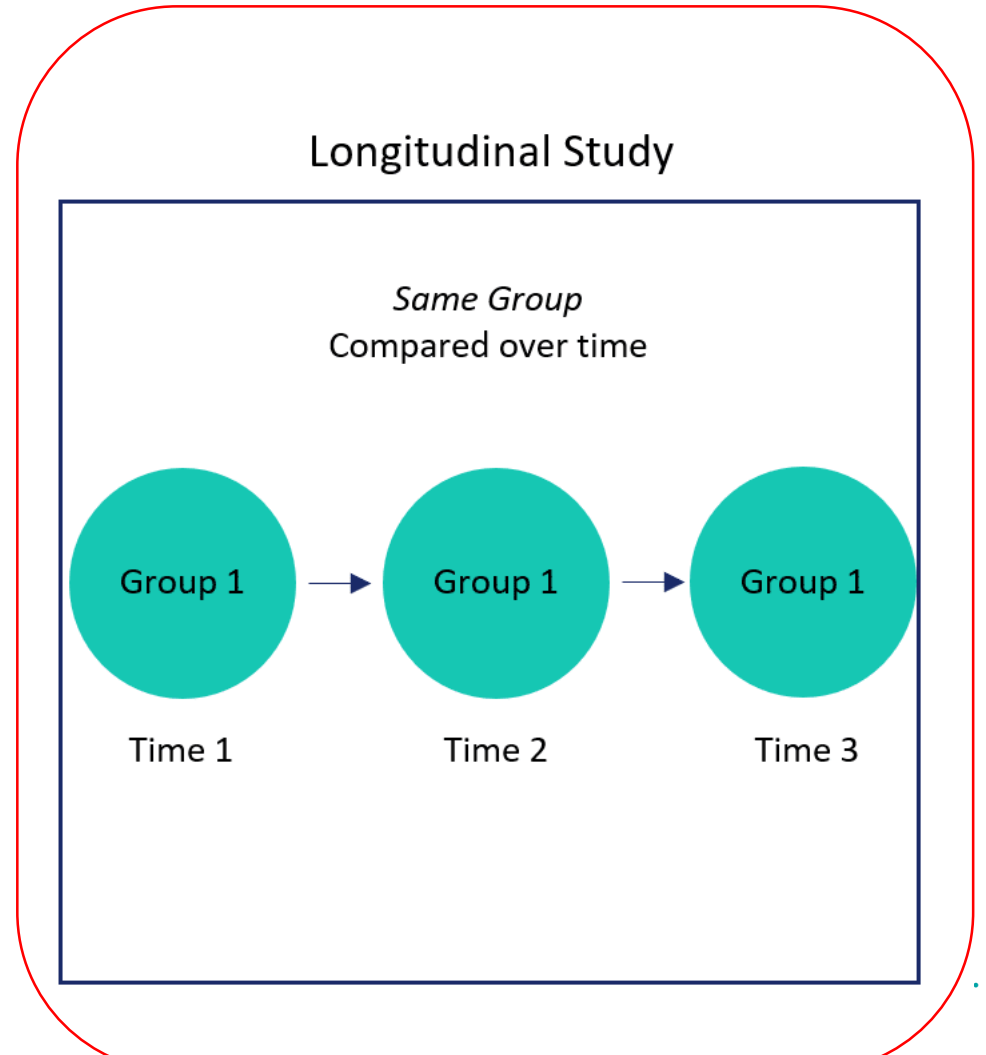 Longitudinal Study
Same Group
Compared over time
Group 1
Group 1
Group 1
Time 1
Time 2
Time 3